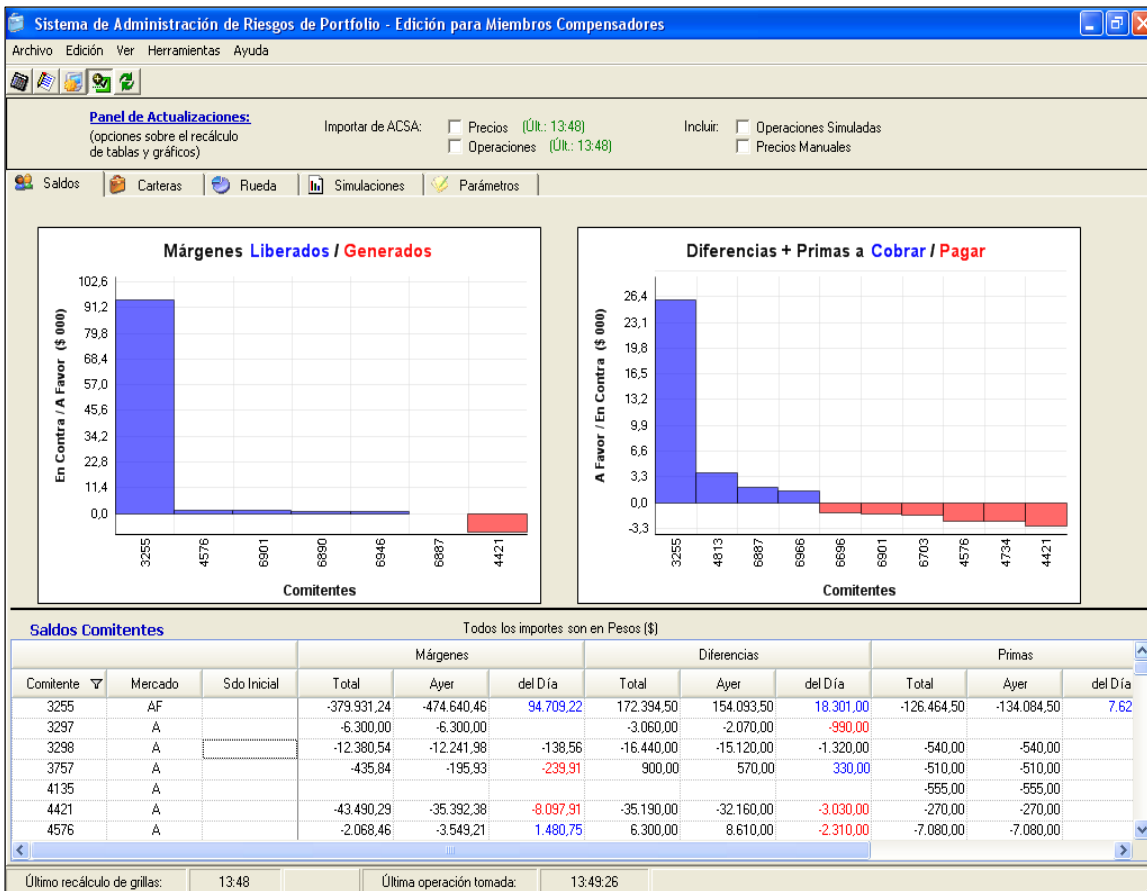 Sistema de Administración de Riesgos de Portfolio - Edición para Miembros Compensadores
Archivo Edición Ver Herramientas Ayuda
Panel de Actualizaciones:
(opciones sobre el recálculo
de tablas y gráficos)
Importar de ACSA:
Precios (Últ.: 13:48)
Operaciones (Últ.: 13:48)
Incluir:
Operaciones Simuladas
Precios Manuales
Saldos Carteras Rueda Simulaciones Parámetros
Márgenes Liberados / Generados
En Contra / A Favor ($ 000)
102,6
91,2
79,8
68,4
57,0
45,6
34,2
22,8
11,4
0,0
3255 4576 6901 6890 6946 6887 4421
Comitentes
Diferencias + Primas a Cobrar / Pagar
A Favor / En Contra ($ 000)
26,4
23,1
19,8
16,5
13,2
9,9
6,6
3,3
0,0
-3,3
3255 4813 6887 6966 6696 6901 6703 4576 4734 4421
Comitentes
Saldos Comitentes Todos los importes son en Pesos ($)
Márgenes Diferencias Primas
Comitente Mercado Sdo Inicial Total Ayer del Día Total Ayer del Día Total Ayer del Día
3255 AF -379.931,24 -474.640,46 94.709,22 172.394,50 154.093,50 18.301,00 -126.464,50 -134.084,50 7.62
3297 A -6.300,00 -6.300,00 -3.060,00 -2.070,00 -990,00
3298 A -12.380,54 -12.241,98 -138,56 -16.440,00 -15.120,00 -1.320,00 -540,00 -540,00
3757 A -435,84 -195,93 -239,91 900,00 570,00 330,00 -510,00 -510,00
4135 A -555,00 -555,00
4421 A -43.490,29 -35.392,38 -8.097,91 -35.190,00 -32.160,00 -3.030,00 -270,00 -270,00
4576 A -2.068,46 -3.549,21 1.480,75 6.300,00 8.610,00 -2.310,00 -7.080,00 -7.080,00
Último recálculo de grillas: 13:48 Última operación tomada: 13:49:26